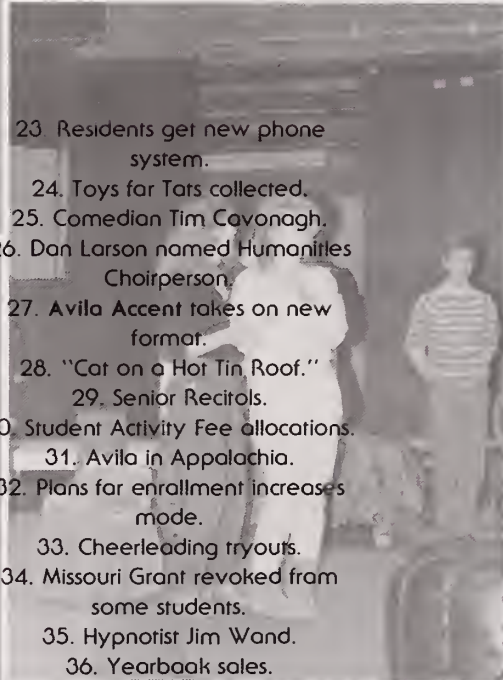 23. Residents get new phone
system.
24. Toys for Tots collected.
25. Comedian Tim Cavanagh.
26. Dan Larson named Humanities
Chairperson.
27. Avila Accent takes on new
format.
28. "Cat on a Hot Tin Roof."
29. Senior Recitals.
0. Student Activity Fee allocations.
31. Avila in Appalachia.
32. Plans for enrollment increases
made.
33. Cheerleading tryouts.
34. Missouri Grant revoked from
some students.
35. Hypnotist Jim Wand.
36. Yearbook sales.